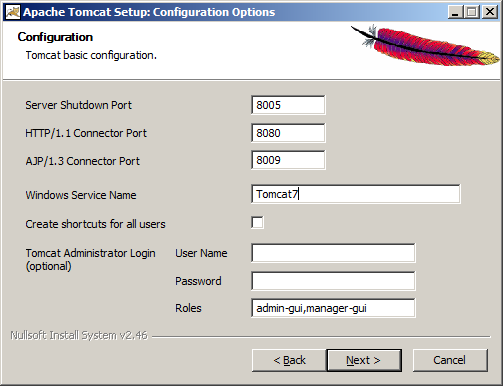 Apache Tomcat Setup: Configuration Options
Configuration
Tomcat basic configuration.
Server Shutdown Port 8005
HTTP/1.1 Connector Port 8080
AJP/1.3 Connector Port 8009
Windows Service Name Tomcat7
Create shortcuts for all users
Tomcat Administrator Login User Name
(optional)
Password
Roles admin-gui,manager-gui
Nullsoft Install System v2.46
< Back Next > Cancel